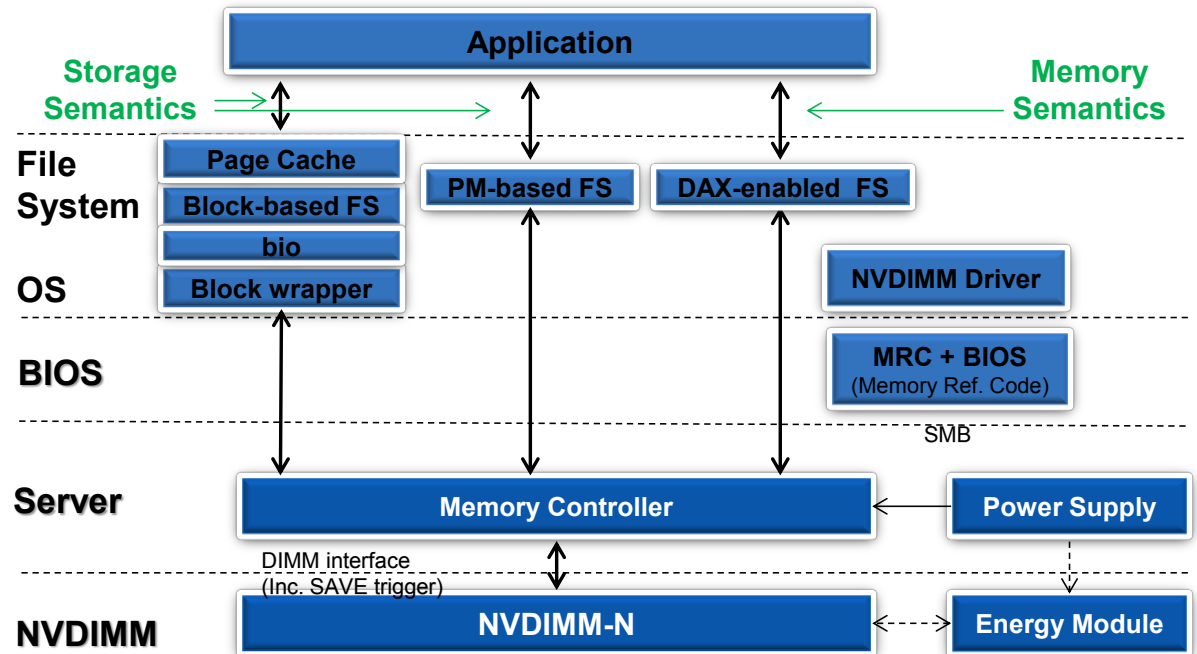 Application
Storage
Semantics
Memory
Semantics
File
System
Page Cache
Block-based FS
bio
PM-based FS
DAX-enabled FS
OS
Block wrapper
NVDIMM Driver
BIOS
MRC + BIOS
(Memory Ref. Code)
SMB
Server
Memory Controller
Power Supply
DIMM interface
(Inc. SAVE trigger)
NVDIMM
NVDIMM-N
Energy Module